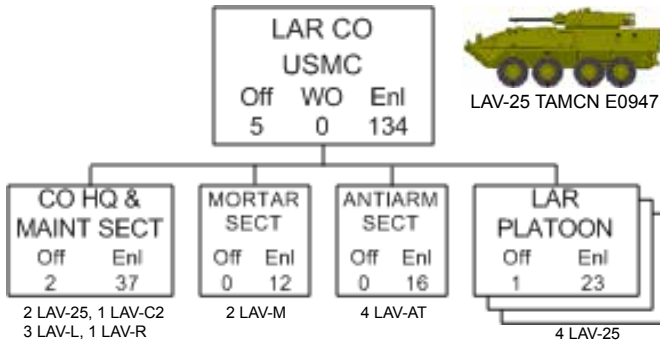 LAR CO
USMC
Off WO Enl
5 0 134
LAV-25 TAMCN E0947
CO HQ &
MAINT SECT
Off Enl
2 37
2 LAV-25, 1 LAV-C2
3 LAV-L, 1 LAV-R
MORTAR
SECT
Off Enl
0 12
2 LAV-M
ANTIARM
SECT
Off Enl
0 16
4 LAV-AT
LAR
PLATOON
Off Enl
1 23
4 LAV-25